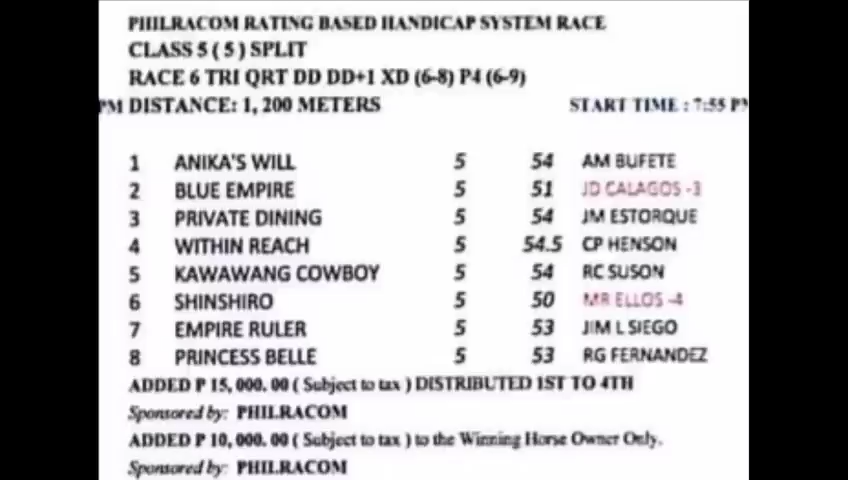 PHILRACOM RATING BASED HANDICAP SYSTEM RACE
CLASS 5 ( 5 ) SPLIT
RACE 6 TRI QRT DD DD+1 XD (6-8) P4 (6-9)
PM DISTANCE: 1, 200 METERS START TIME : 7:55 PM
1 ANIKA'S WILL 5 54 AM BUFETE
2 BLUE EMPIRE 5 51 JD CALAGOS -3
3 PRIVATE DINING 5 54 JM ESTORQUE
4 WITHIN REACH 5 54.5 CP HENSON
5 KAWAWANG COWBOY 5 54 RC SUSON
6 SHINSHIRO 5 50 MR ELLOS -4
7 EMPIRE RULER 5 53 JIM L SIEGO
8 PRINCESS BELLE 5 53 RG FERNANDEZ
ADDED P 15, 000. 00 ( Subject to tax ) DISTRIBUTED 1ST TO 4TH
Sponsored by: PHILRACOM
ADDED P 10, 000. 00 ( Subject to tax ) to the Winning Horse Owner Only.
Sponsored by: PHILRACOM